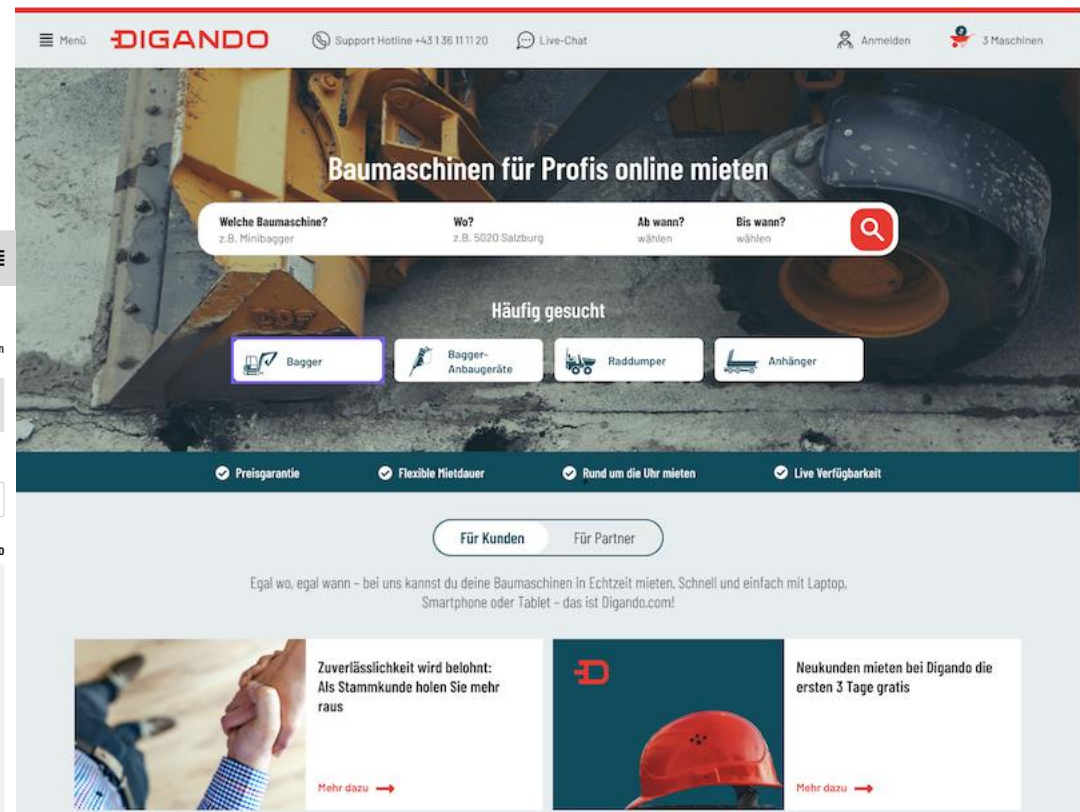 Menü
DIGANDO
Support Hotline +43 1 36 11 11 20
Live-Chat
Anmelden
3 Maschinen
Baumaschinen für Profis online mieten
Welche Baumaschine?
z.B. Minibagger
Wo?
z.B. 5020 Salzburg
Ab wann?
wählen
Bis wann?
wählen
Häufig gesucht
Bagger
Bagger-
Anbaugeräte
Raddumper
Anhänger
Preisgarantie
Flexible Mietdauer
Rund um die Uhr mieten
Live Verfügbarkeit
Für Kunden
Für Partner
Egal wo, egal wann – bei uns kannst du deine Baumaschinen in Echtzeit mieten. Schnell und einfach mit Laptop,
Smartphone oder Tablet – das ist Digando.com!
Zuverlässlichkeit wird belohnt:
Als Stammkunde holen Sie mehr
raus
Mehr dazu
Neukunden mieten bei Digando die
ersten 3 Tage gratis
Mehr dazu